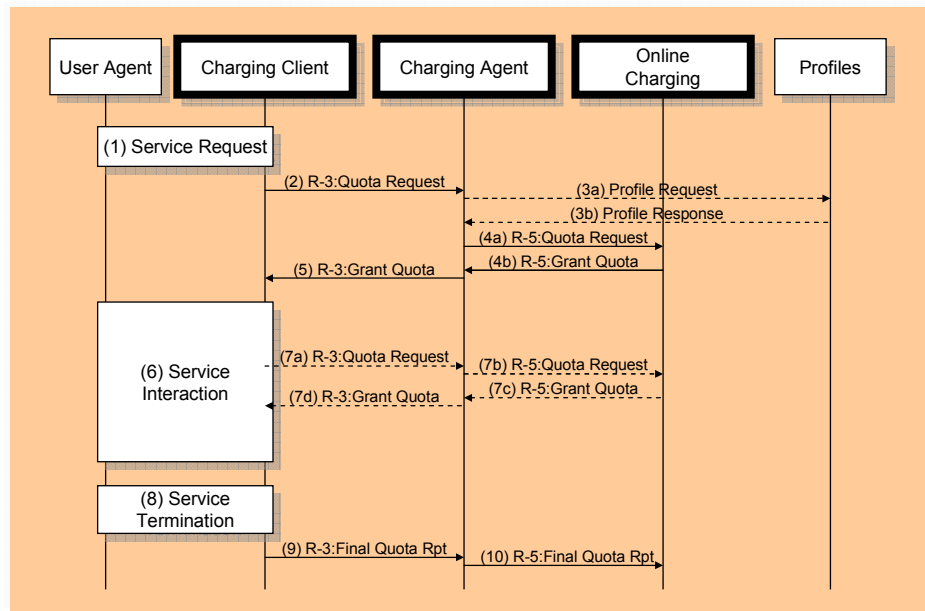 User Agent
Charging Client
Charging Agent
Online
Charging
Profiles
(1) Service Request
(2) R-3:Quota Request
(3a) Profile Request
(3b) Profile Response
(4a) R-5:Quota Request
(4b) R-5:Grant Quota
(5) R-3:Grant Quota
(6) Service
Interaction
(7a) R-3:Quota Request
(7b) R-5:Quota Request
(7c) R-5:Grant Quota
(7d) R-3:Grant Quota
(8) Service
Termination
(9) R-3:Final Quota Rpt
(10) R-5:Final Quota Rpt